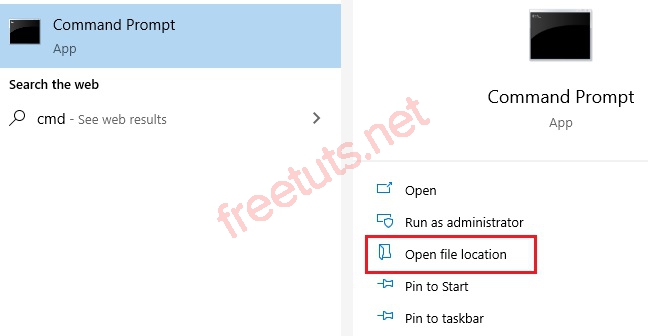 Command Prompt
App
Search the web
cmd - See web results
Command Prompt
App
Open
Run as administrator
Open file location
Pin to Start
Pin to taskbar
freetuts.net